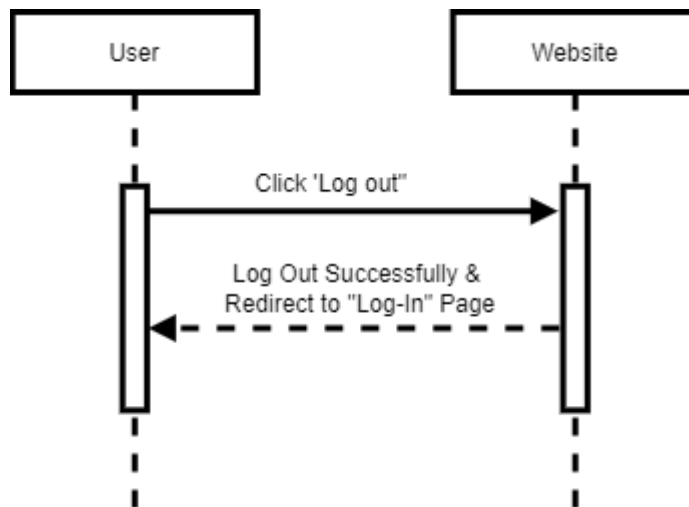 User
Website
Click 'Log out"
Log Out Successfully &
Redirect to "Log-In" Page